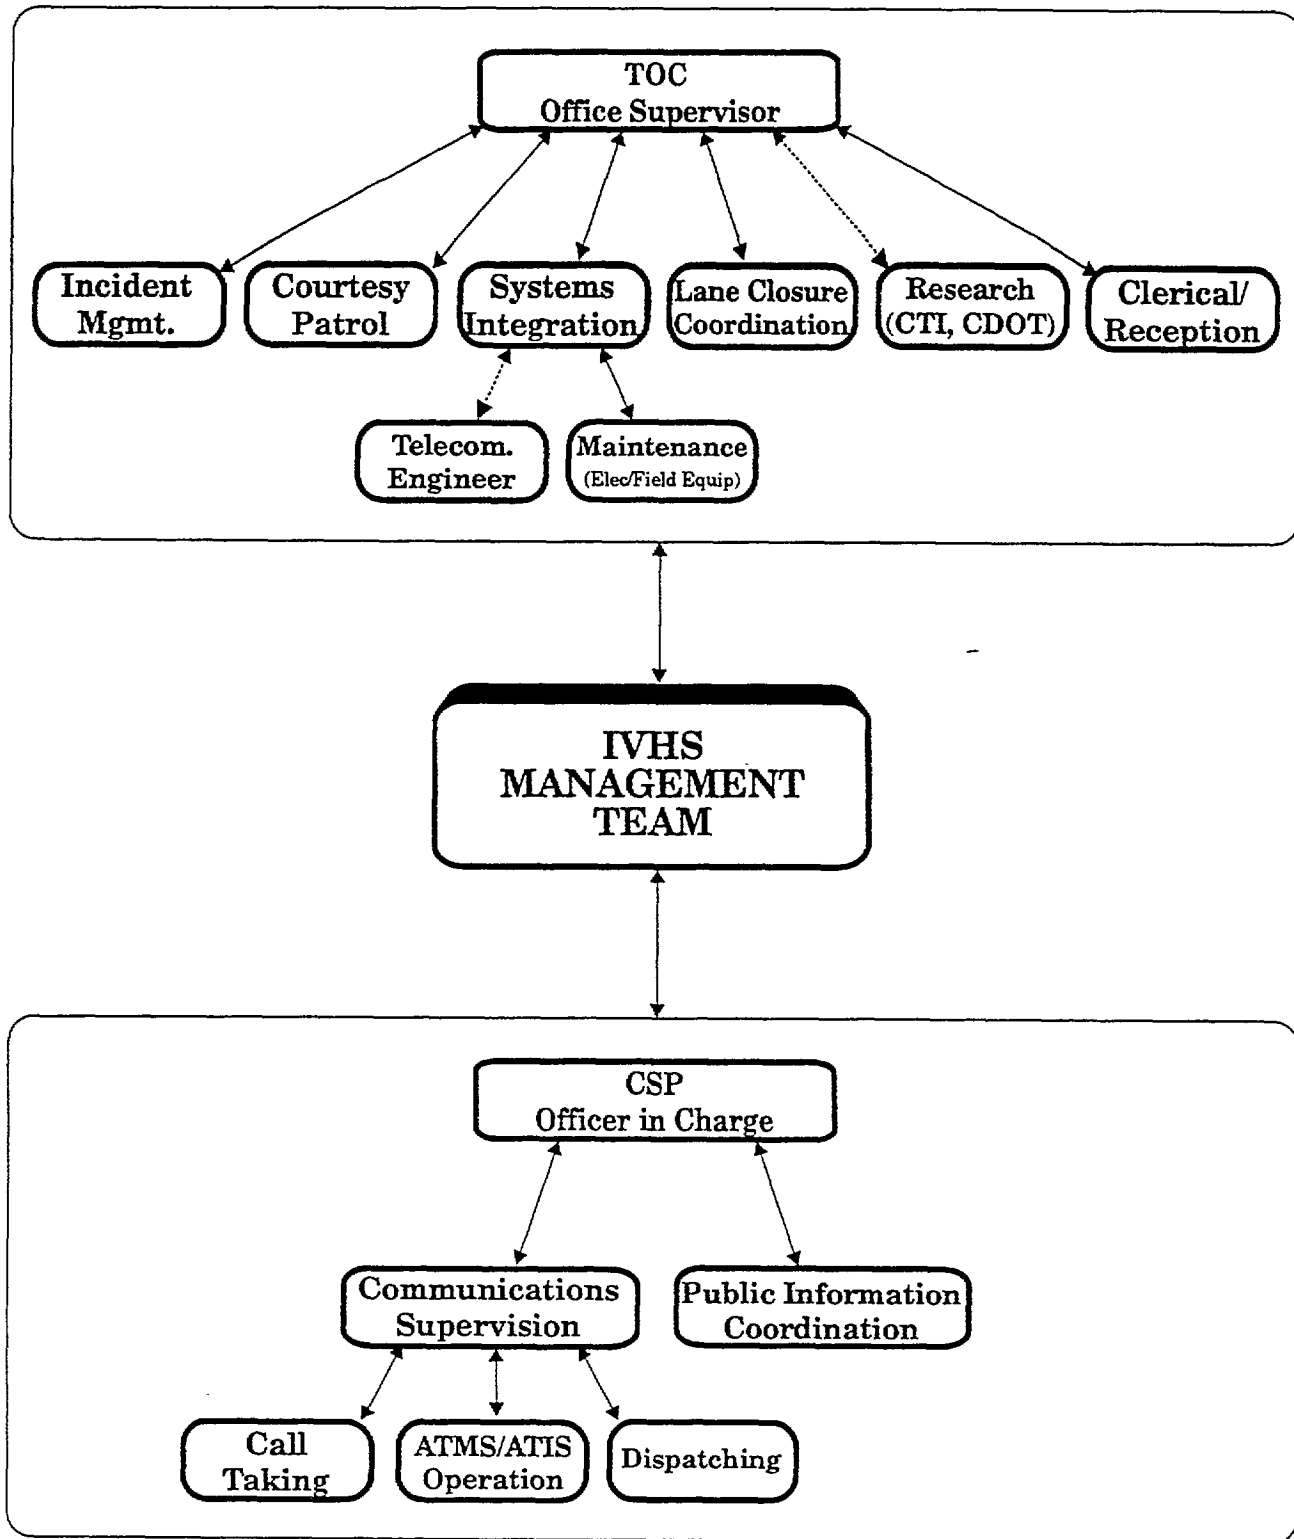 TOC
Office Supervisor
Incident
Mgmt.
Courtesy
Patrol
Systems
Integration
Lane Closure
Coordination
Research
(CTI, CDOT)
Clerical/
Reception
Telecom.
Engineer
Maintenance
(Elec/Field Equip)
IVHS
MANAGEMENT
TEAM
CSP
Officer in Charge
Communications
Supervision
Public Information
Coordination
Call
Taking
ATMS/ATIS
Operation
Dispatching